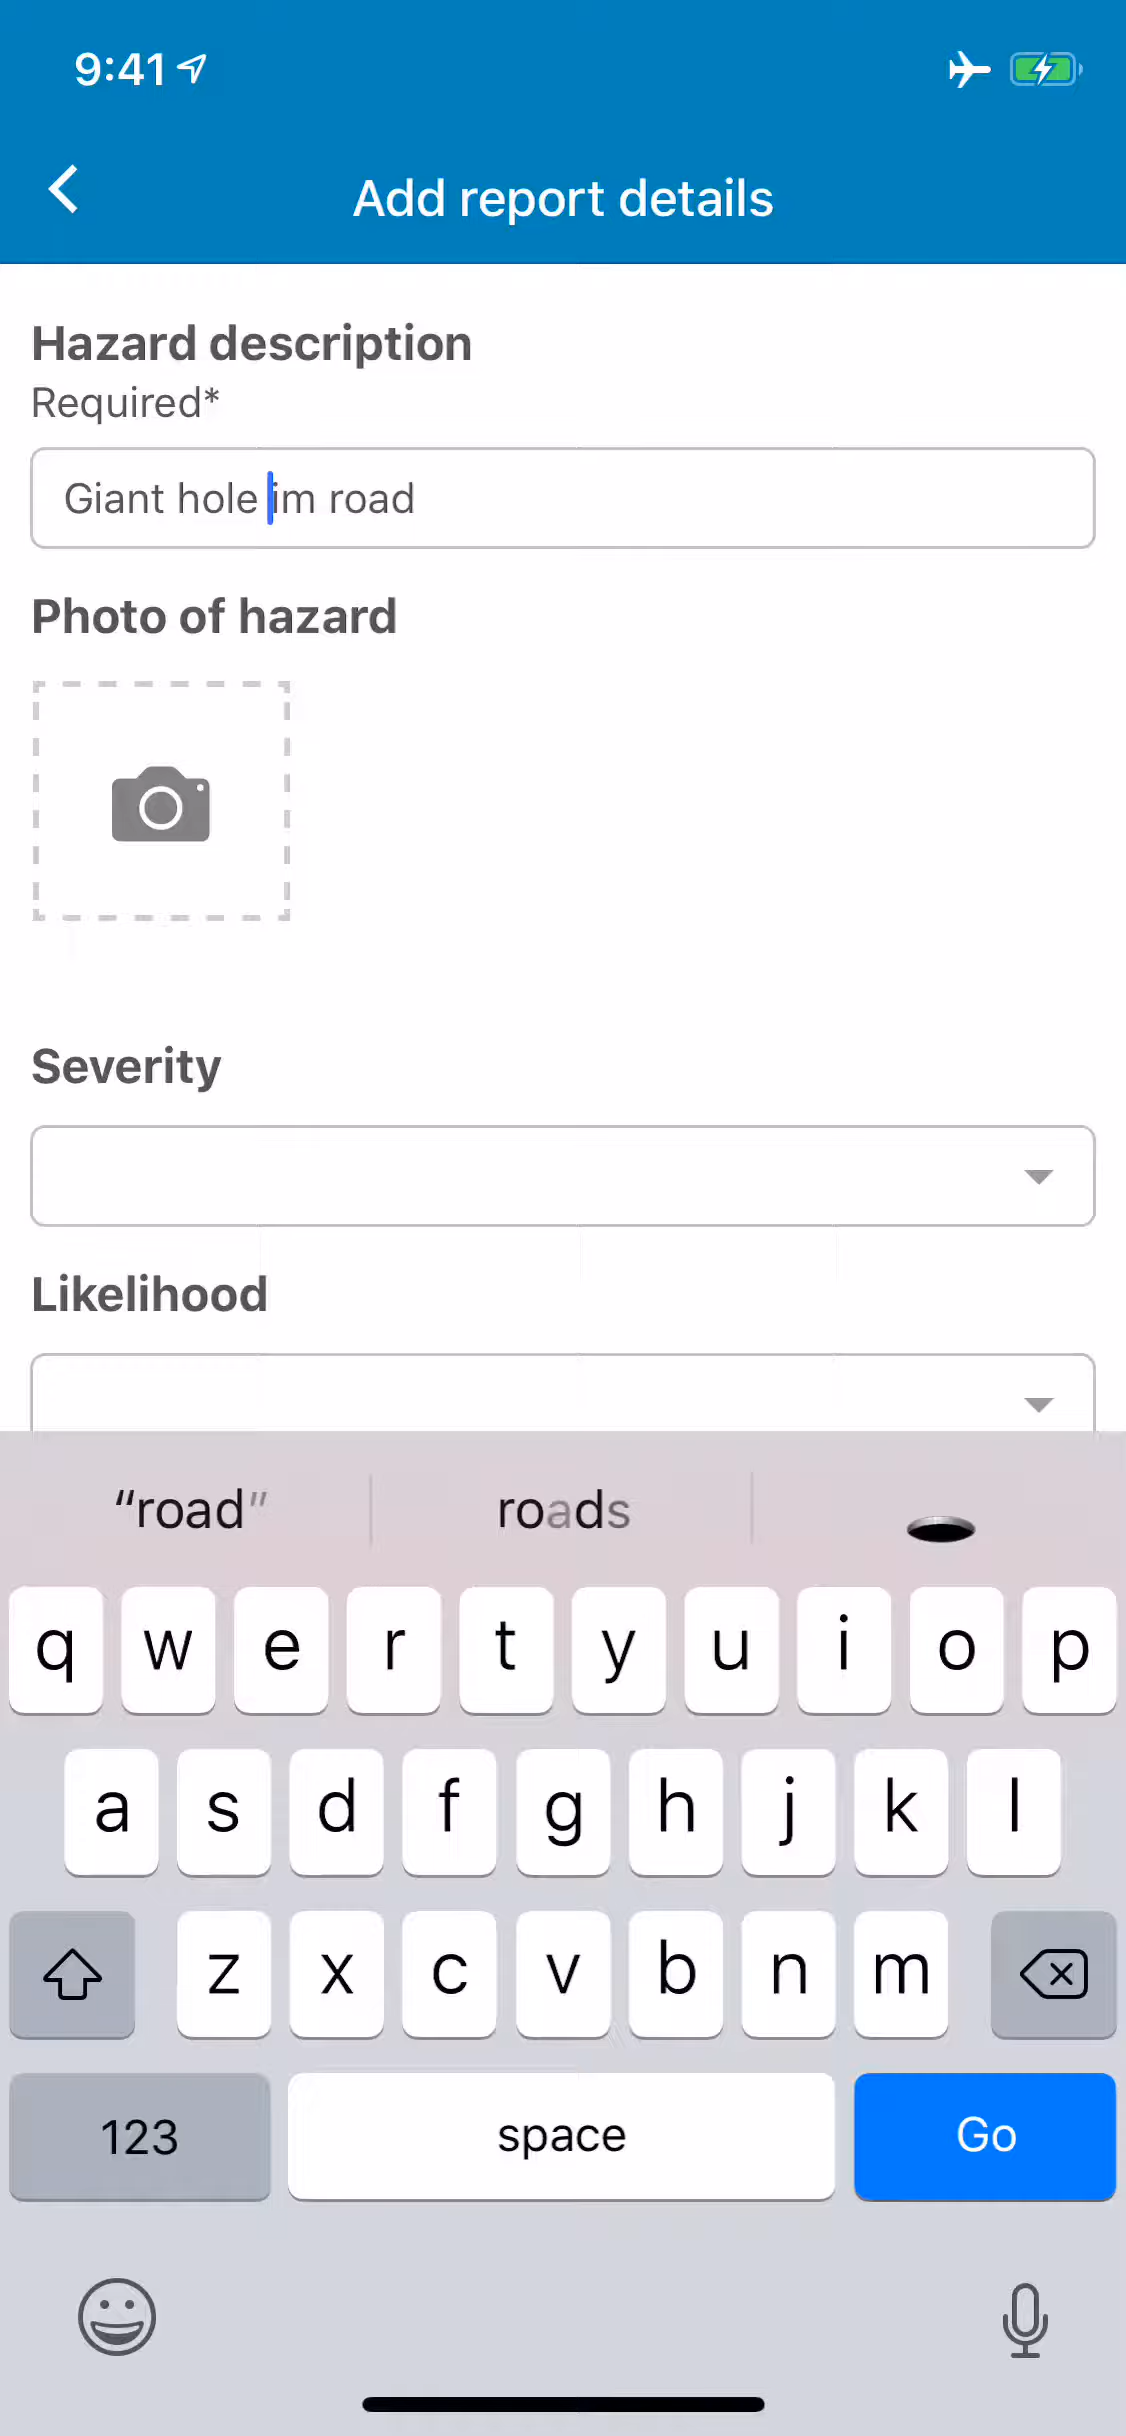 9:41
Add report details
Hazard description
Required*
Giant hole im road
Photo of hazard
Severity
Likelihood
“road” roads
q w e r t y u i o p
a s d f g h j k l
z x c v b n m
123 space Go